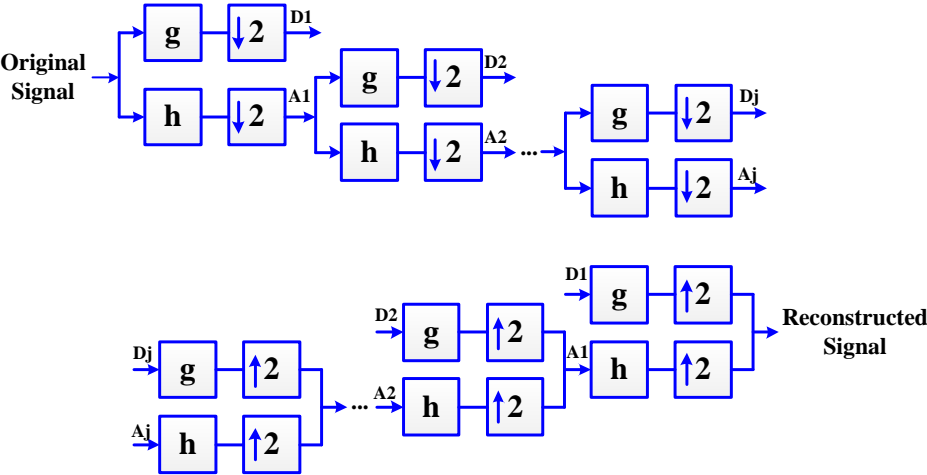 D1
g ↓2
Original
Signal
D2
g ↓2
A1
h ↓2
Dj
g ↓2
A2
h ↓2 ...
Aj
h ↓2
D1
g ↑2
D2
g ↑2
Reconstructed
Signal
Dj
g ↑2
A1
h ↑2
... A2
h ↑2
Aj
h ↑2